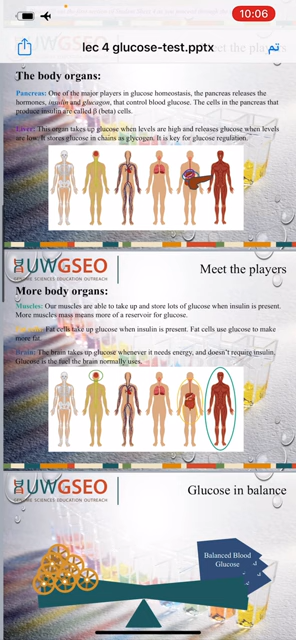 10:06
lec 4 glucose-test.pptx
تم
Meet the players
The body organs:
Pancreas: One of the major players in glucose homeostasis, the pancreas releases the
hormones, insulin and glucagon, that control blood glucose. The cells in the pancreas that
produce insulin are called β (beta) cells.
Liver: This organ takes up glucose when levels are high and releases glucose when levels
are low. It stores glucose in chains as glycogen. It is key for glucose regulation.
UWGSEO
GENOME SCIENCES EDUCATION OUTREACH
Meet the players
More body organs:
Muscles: Our muscles are able to take up and store lots of glucose when insulin is present.
More muscles mass means more of a reservoir for glucose.
Fat cells take up glucose when insulin is present. Fat cells use glucose to make
more fat.
Brain: The brain takes up glucose whenever it needs energy, and doesn't require insulin.
Glucose is the fuel the brain normally uses.
UWGSEO
GENOME SCIENCES EDUCATION OUTREACH
Glucose in balance
Balanced Blood
Glucose